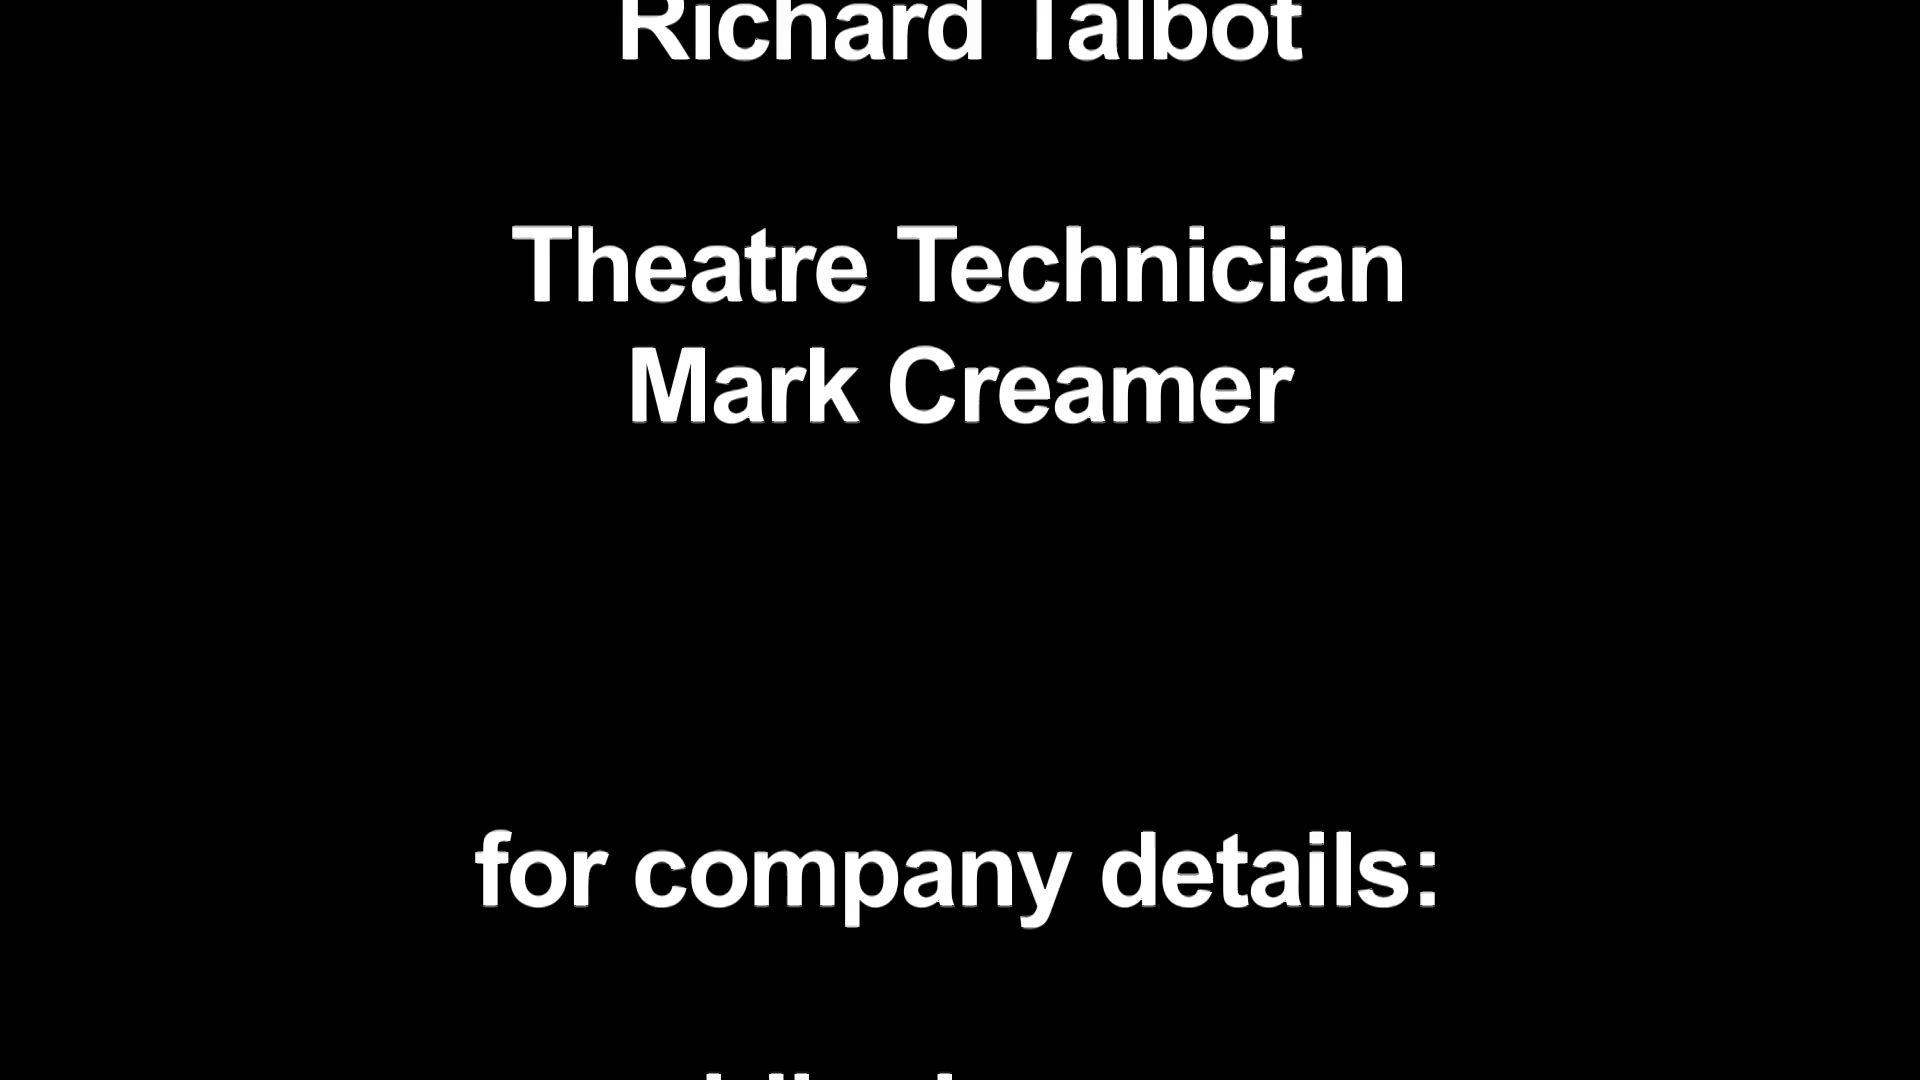 Richard Talbot
Theatre Technician
Mark Creamer
for company details: